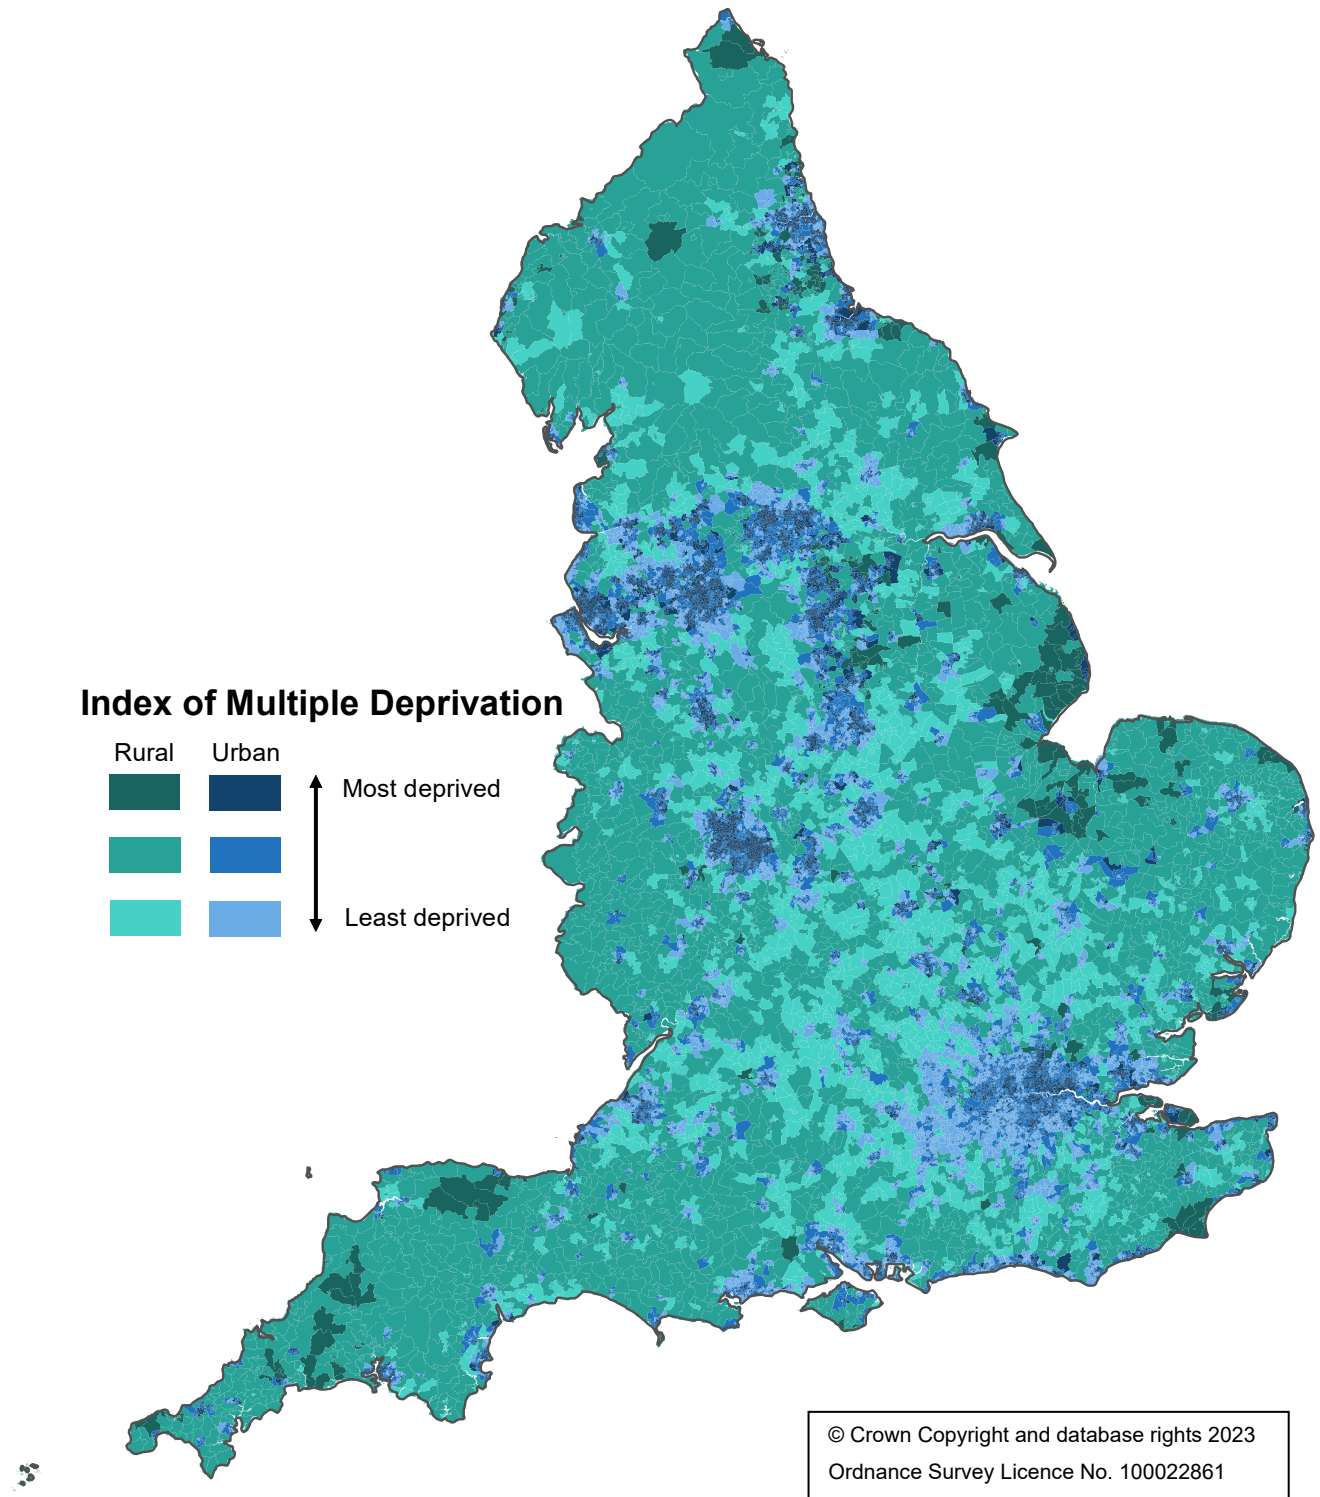 Index of Multiple Deprivation
Rural Urban
Most deprived
Least deprived
© Crown Copyright and database rights 2023
Ordnance Survey Licence No. 100022861